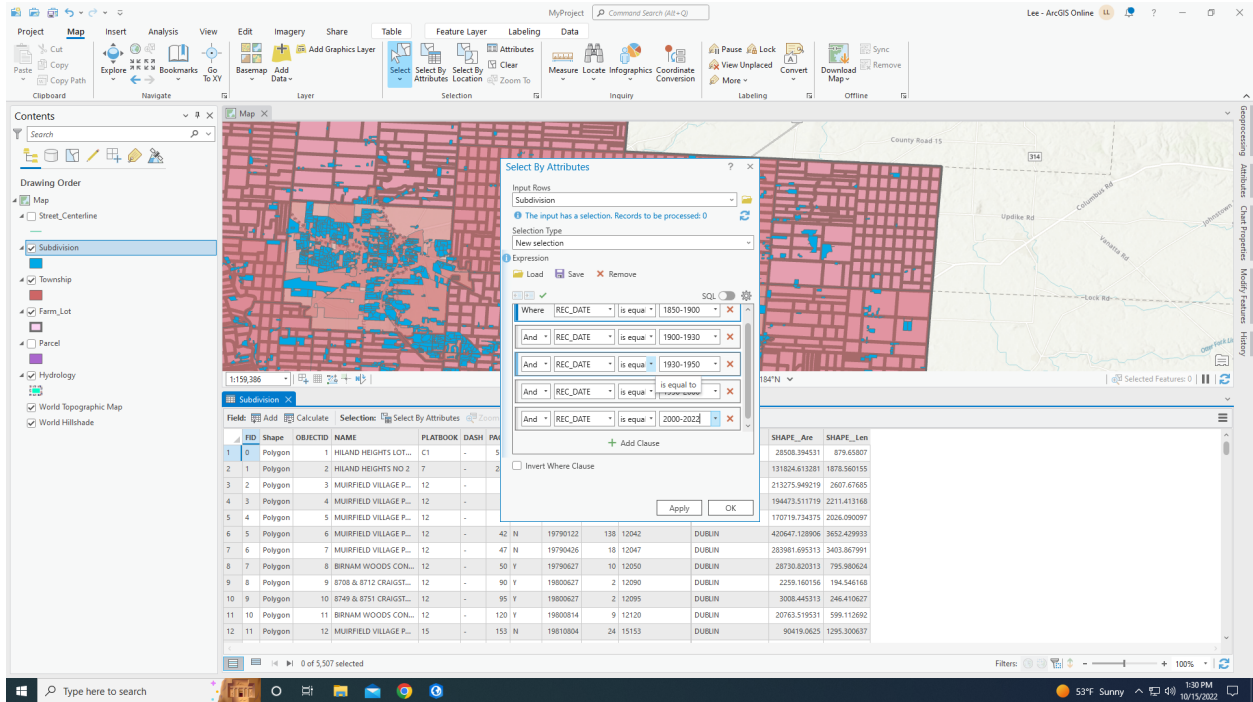 MyProject
Command Search (Alt+Q)
Lee - ArcGIS Online LL ?
Project Map Insert Analysis View Edit Imagery Share Table Feature Layer Labeling Data
Cut
Copy
Copy Path
Paste
Explore
Bookmarks
Go To XY
Basemap
Add Data
Add Graphics Layer
Select
Select By Attributes
Select By Location
Attributes
Clear
Zoom To
Measure
Locate
Infographics
Coordinate Conversion
Pause
Lock
View Unplaced
More
Convert
Download Map
Sync
Remove
Clipboard Navigate Layer Selection Inquiry Labeling Offline
Contents
Search
Drawing Order
Map
Street_Centerline
Subdivision
Township
Farm_Lot
Parcel
Hydrology
World Topographic Map
World Hillshade
Map
County Road 15
314
Columbus Rd
Updike Rd
Johnstown
Vanatta Rd
Lock Rd
Geoprocessing
Attributes
Chart Properties
Modify Features
History
1:159,386
184°N
Selected Features: 0
Select By Attributes ?
Input Rows
Subdivision
The input has a selection. Records to be processed: 0
Selection Type
New selection
Expression
Load Save Remove
SQL
Where REC_DATE is equal 1850-1900
And REC_DATE is equal 1900-1930
And REC_DATE is equal 1930-1950
is equal to
And REC_DATE is equal 1950-2000
And REC_DATE is equal 2000-2022
+ Add Clause
Invert Where Clause
Apply OK
Subdivision
Field: Add Calculate Selection: Select By Attributes Zoom
FID Shape OBJECTID NAME PLATBOOK DASH PAG SHAPE__Are SHAPE__Len
1 0 Polygon 1 HILAND HEIGHTS LOT... C1 - 5 28508.394531 879.65807
2 1 Polygon 2 HILAND HEIGHTS NO 2 7 - 2 131824.613281 1878.560155
3 2 Polygon 3 MUIRFIELD VILLAGE P... 12 - 213275.949219 2607.67685
4 3 Polygon 4 MUIRFIELD VILLAGE P... 12 - 194473.511719 2211.413168
5 4 Polygon 5 MUIRFIELD VILLAGE P... 12 - 170719.734375 2026.090097
6 5 Polygon 6 MUIRFIELD VILLAGE P... 12 - 42 N 19790122 138 12042 DUBLIN 420647.128906 3652.429933
7 6 Polygon 7 MUIRFIELD VILLAGE P... 12 - 47 N 19790426 18 12047 DUBLIN 283981.695313 3403.867991
8 7 Polygon 8 BIRNAM WOODS CON... 12 - 50 Y 19790627 10 12050 DUBLIN 28730.820313 795.980624
9 8 Polygon 9 8708 & 8712 CRAIGST... 12 - 90 Y 19800627 2 12090 DUBLIN 2259.160156 194.546168
10 9 Polygon 10 8749 & 8751 CRAIGST... 12 - 95 Y 19800627 2 12095 DUBLIN 3008.445313 246.410627
11 10 Polygon 11 BIRNAM WOODS CON... 12 - 120 Y 19800814 9 12120 DUBLIN 20763.519531 599.112692
12 11 Polygon 12 MUIRFIELD VILLAGE P... 15 - 153 N 19810804 24 15153 DUBLIN 90419.0625 1295.300637
0 of 5,507 selected
Filters: - + 100%
Type here to search
53°F Sunny
1:30 PM
10/15/2022